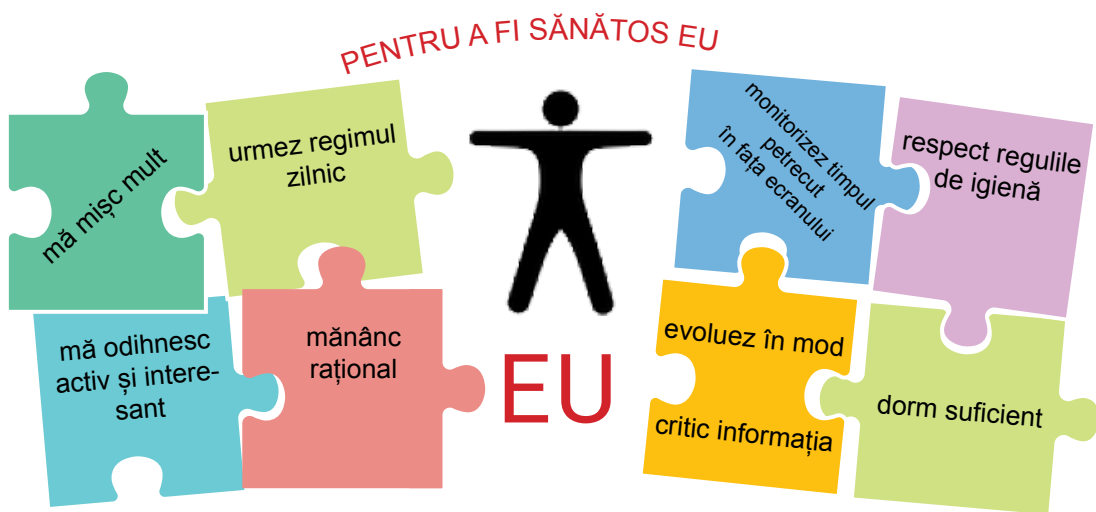 PENTRU A FI SĂNĂTOS EU
mă mișc mult
urmez regimul
zilnic
mă odihnesc
activ și intere-
sant
mănânc
rațional
EU
monitorizez timpul
petrecut
în fața ecranului
respect regulile
de igienă
evoluez în mod
critic informația
dorm suficient